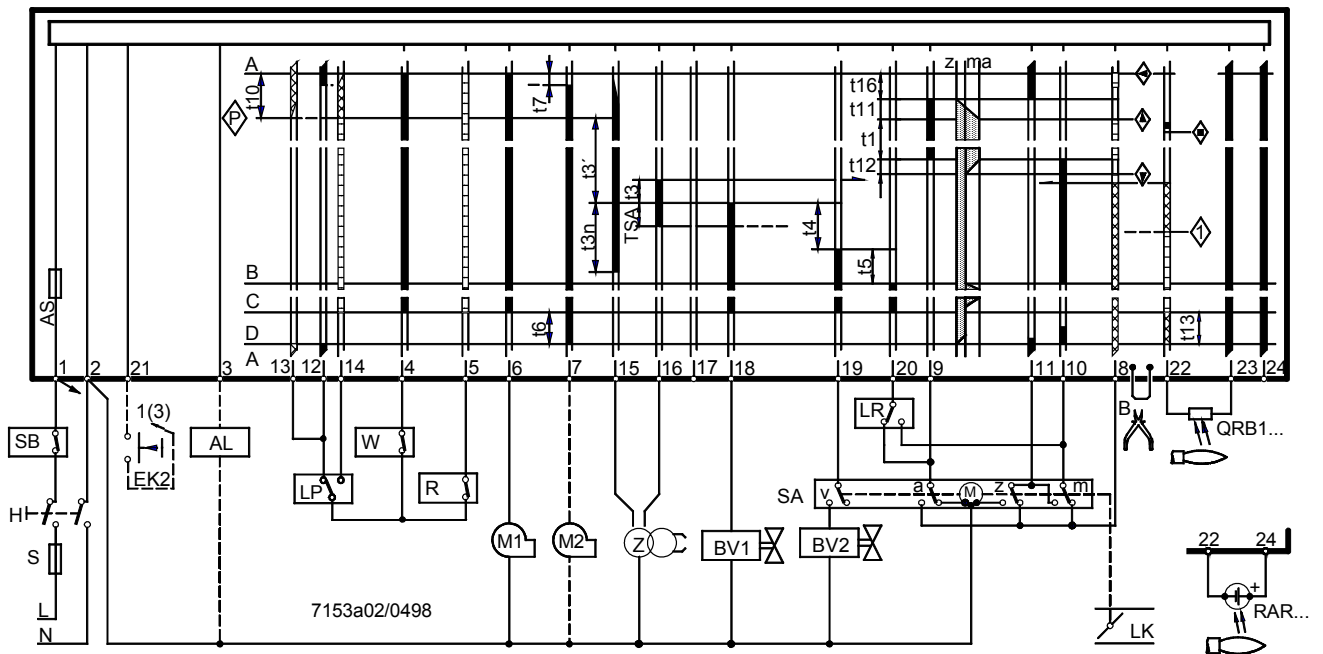 A
t10
P
t7
t3´
t3n
TSA
t3
t4
t5
z
ma
t16
t11
t1
t12
1
B
AS
C
D
t6
t13
A
1
2
21
3
13
12
14
4
5
6
7
15
16
17
18
19
20
9
11
10
8
22
23
24
SB
1(3)
AL
EK2
W
LP
R
LR
B
QRB1...
H
S
M1
M2
Z
BV1
BV2
SA
v
a
M
z
m
22
24
+
RAR...
L
N
7153a02/0498
LK